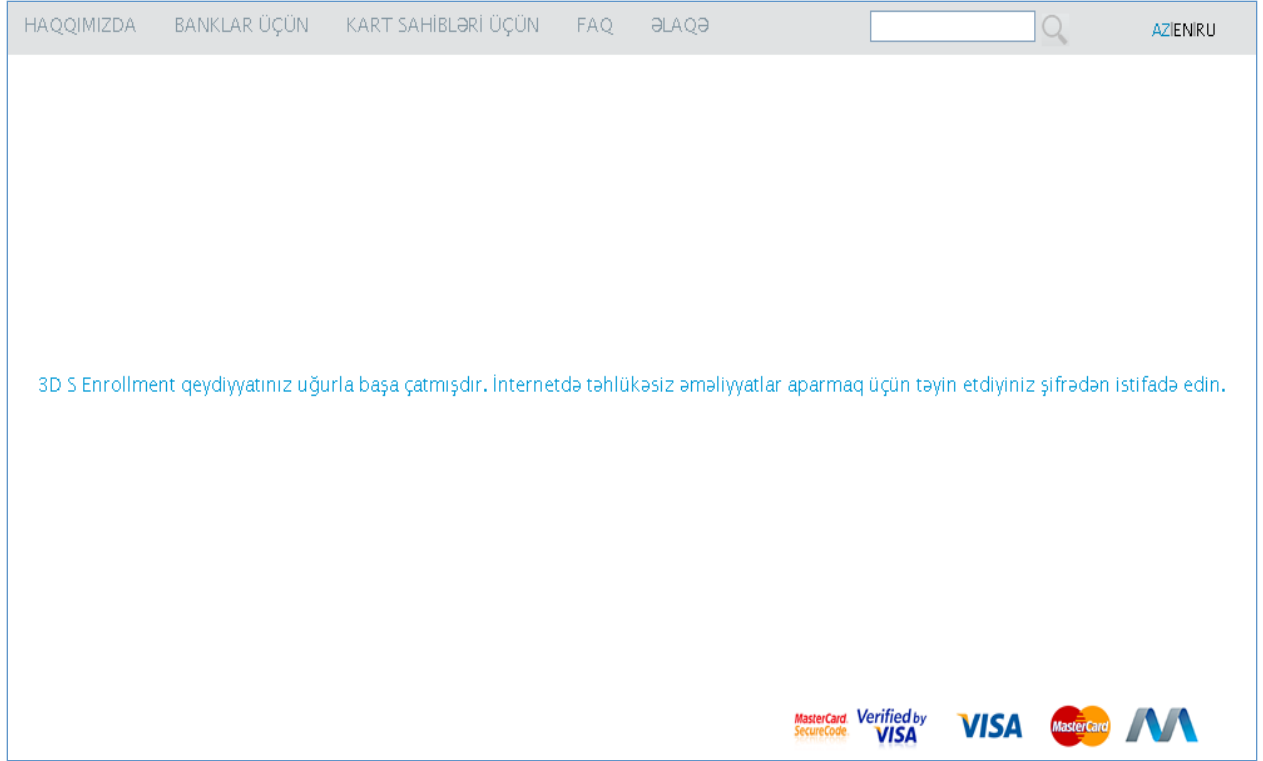 HAQQIMIZDA BANKLAR ÜÇÜN KART SAHİBLƏRİ ÜÇÜN FAQ ƏLAQƏ AZ|EN|RU
3D S Enrollment qeydiyyatınız uğurla başa çatmışdır. İnternetdə təhlükəsiz əməliyyatlar aparmaq üçün təyin etdiyiniz şifrədən istifadə edin.
MasterCard. Verified by VISA MasterCard
SecureCode. VISA